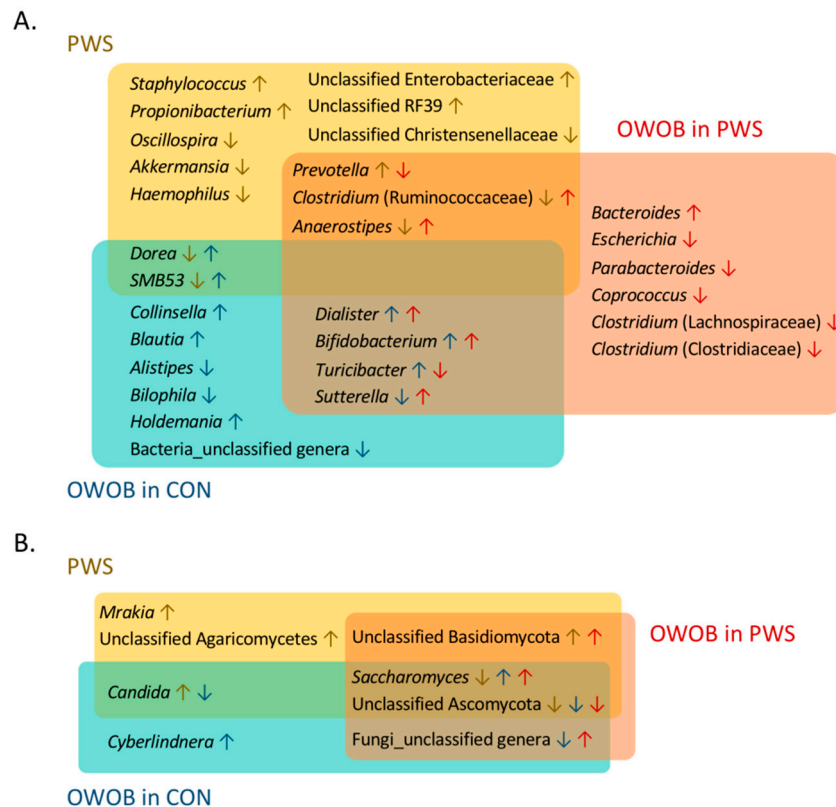 A.
PWS
Staphylococcus ↑
Propionibacterium ↑
Oscillospira ↓
Akkermansia ↓
Haemophilus ↓
Unclassified Enterobacteriaceae ↑
Unclassified RF39 ↑
Unclassified Christensenellaceae ↓
OWOB in PWS
Prevotella ↑ ↓
Clostridium (Ruminococcaceae) ↓ ↑
Anaerostipes ↓ ↑
Bacteroides ↑
Escherichia ↓
Parabacteroides ↓
Coprococcus ↓
Clostridium (Lachnospiraceae) ↓
Clostridium (Clostridiaceae) ↓
Dorea ↓ ↑
SMB53 ↓ ↑
Collinsella ↑
Blautia ↑
Alistipes ↓
Bilophila ↓
Holdemania ↑
Bacteria_unclassified genera ↓
Dialister ↑ ↑
Bifidobacterium ↑ ↑
Turicibacter ↑ ↓
Sutterella ↓ ↑
OWOB in CON
B.
PWS
Mrakia ↑
Unclassified Agaricomycetes ↑
Unclassified Basidiomycota ↑ ↑
OWOB in PWS
Saccharomyces ↓ ↑ ↑
Unclassified Ascomycota ↓ ↓ ↓
Candida ↑ ↓
Cyberlindnera ↑
Fungi_unclassified genera ↓ ↑
OWOB in CON